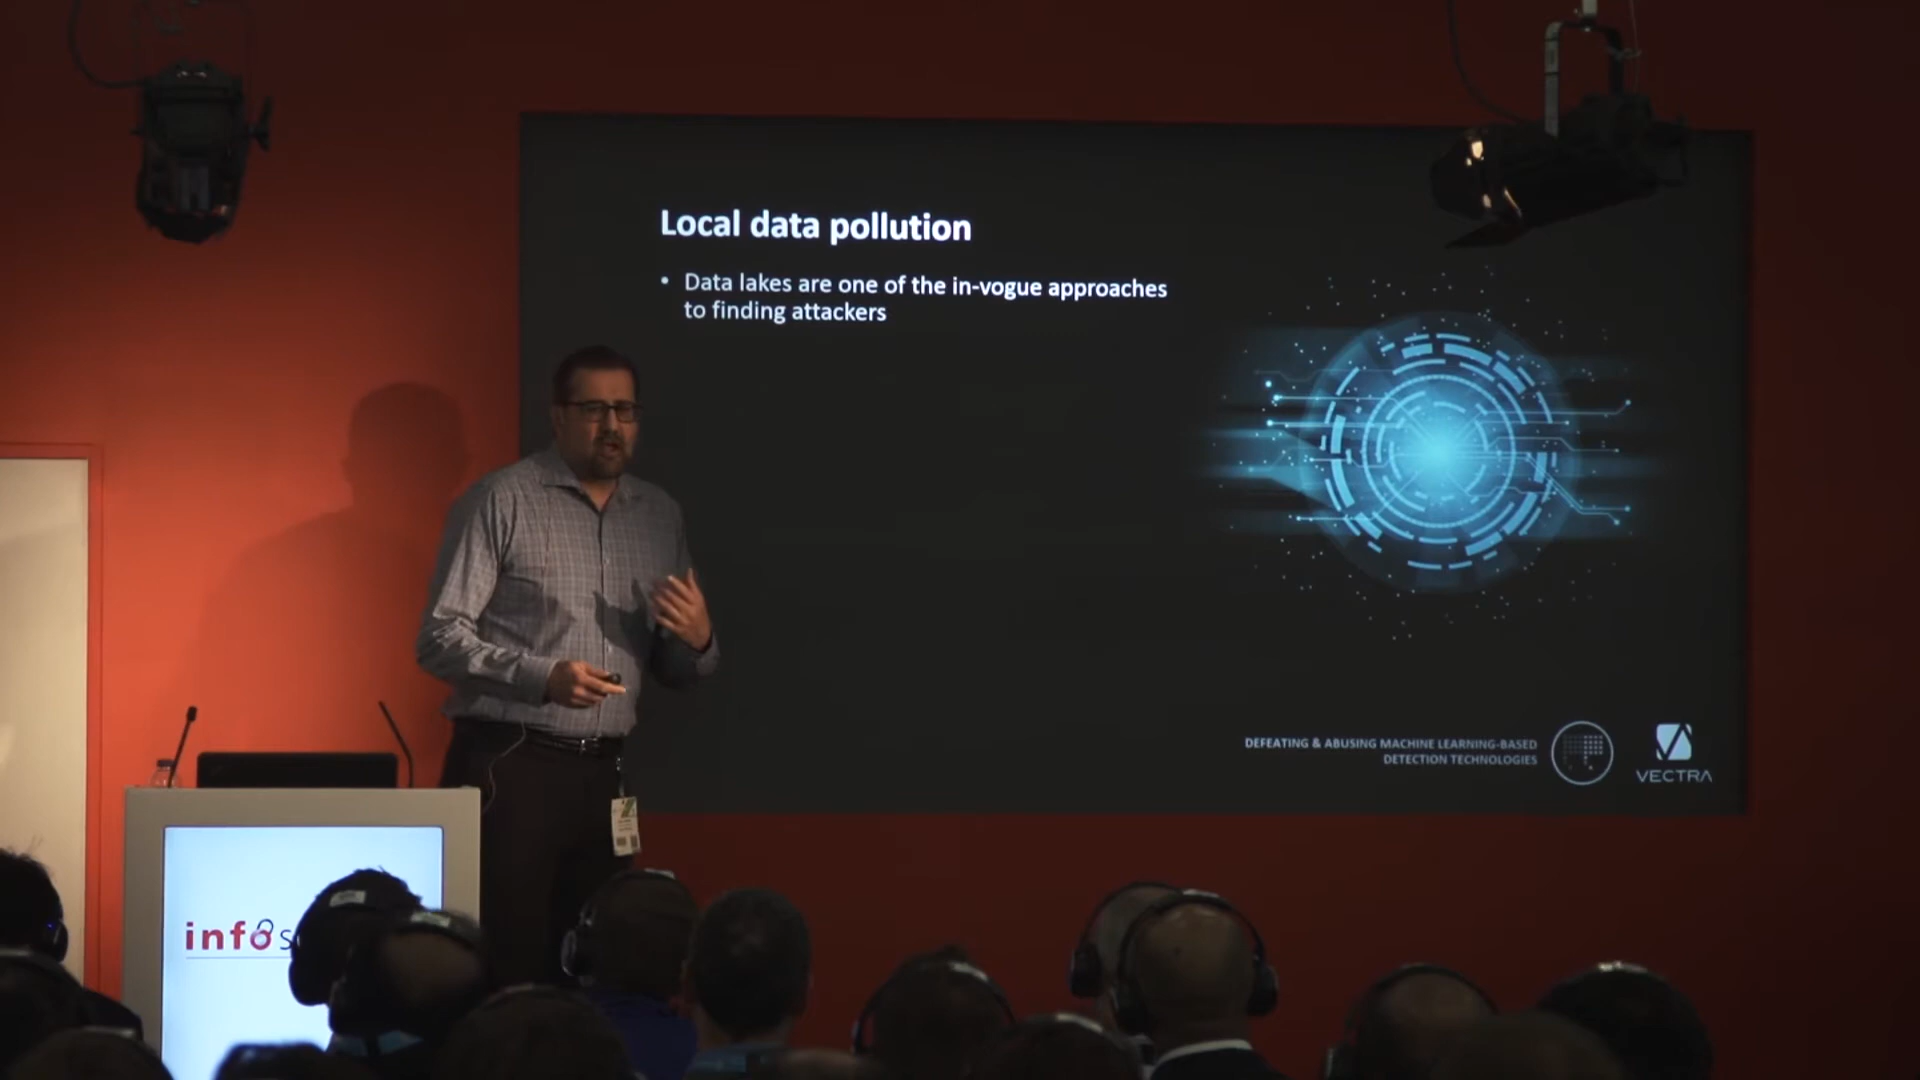 Local data pollution
• Data lakes are one of the in-vogue approaches
to finding attackers
DEFEATING & ABUSING MACHINE LEARNING-BASED
DETECTION TECHNOLOGIES
VECTRA
infos